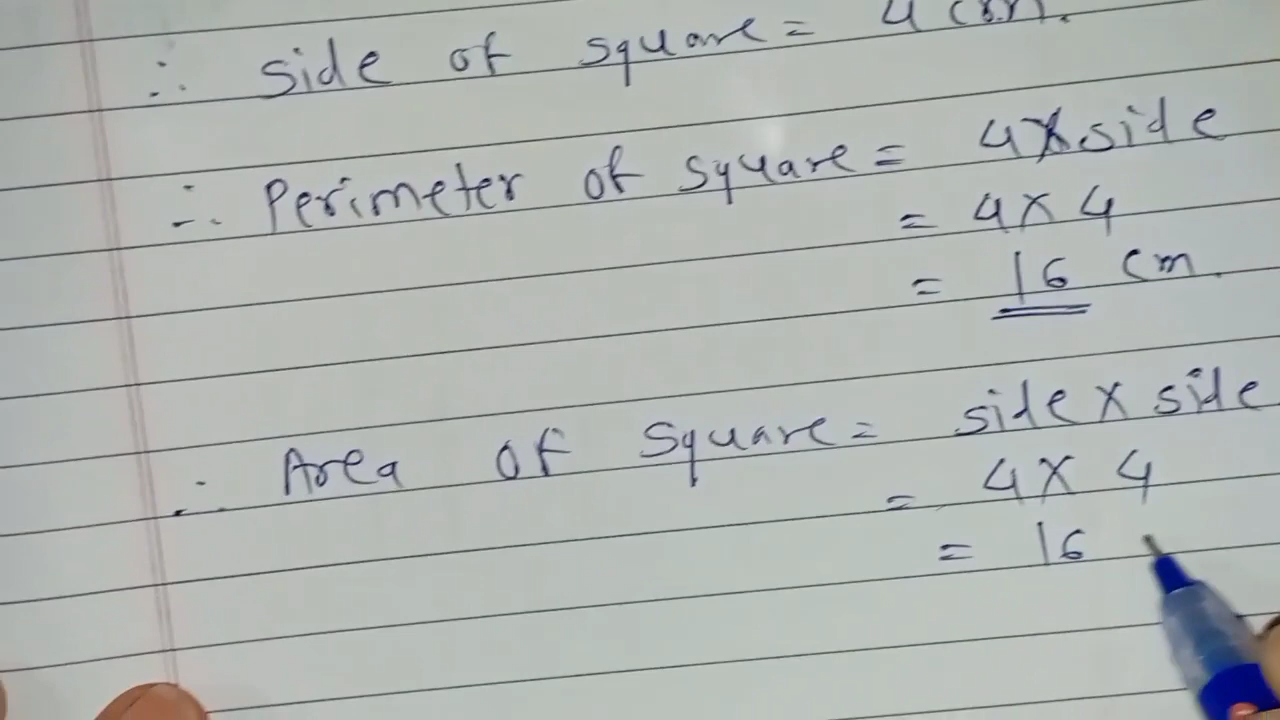 ∴ Side of square = 4 cm.
∴ Perimeter of square = 4×side
= 4×4
= 16 cm.
∴ Area of Square = side × side
= 4× 4
= 16